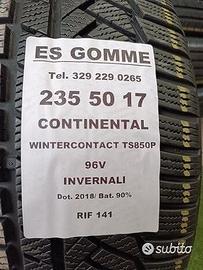 ES GOMME
Tel. 329 229 0265
235 50 17
CONTINENTAL
WINTERCONTACT TS850P
96V
INVERNALI
Dot. 2018/ Bat. 90%
RIF 141
subito